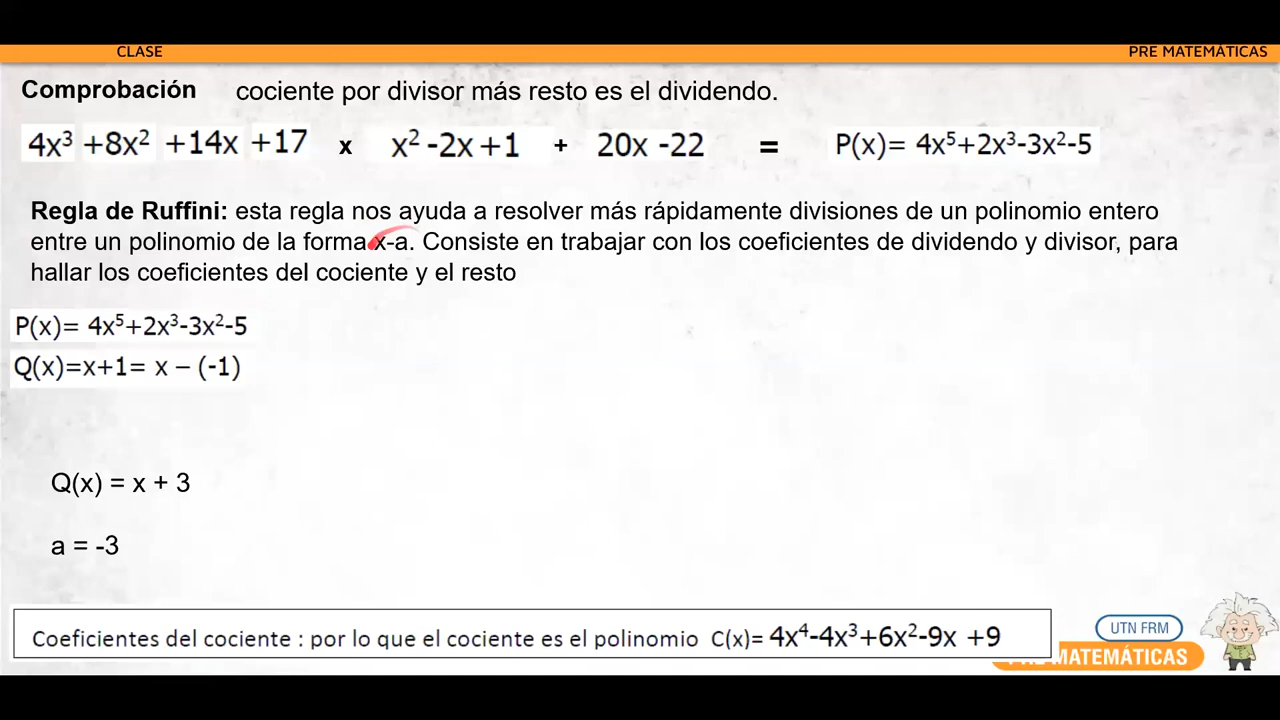 CLASE PRE MATEMÁTICAS
Comprobación cociente por divisor más resto es el dividendo.
4x³ +8x² +14x +17 x x² -2x +1 + 20x -22 = P(x)= 4x⁵+2x³-3x²-5
Regla de Ruffini: esta regla nos ayuda a resolver más rápidamente divisiones de un polinomio entero
entre un polinomio de la forma x-a. Consiste en trabajar con los coeficientes de dividendo y divisor, para
hallar los coeficientes del cociente y el resto
P(x)= 4x⁵+2x³-3x²-5
Q(x)=x+1= x – (-1)
Q(x) = x + 3
a = -3
Coeficientes del cociente : por lo que el cociente es el polinomio C(x)= 4x⁴-4x³+6x²-9x +9
UTN FRM
PRE MATEMÁTICAS